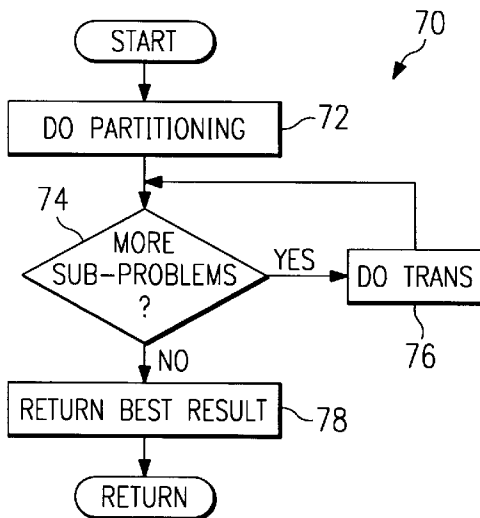 START
70
DO PARTITIONING
72
74
MORE
SUB-PROBLEMS
?
YES
DO TRANS
76
NO
RETURN BEST RESULT
78
RETURN